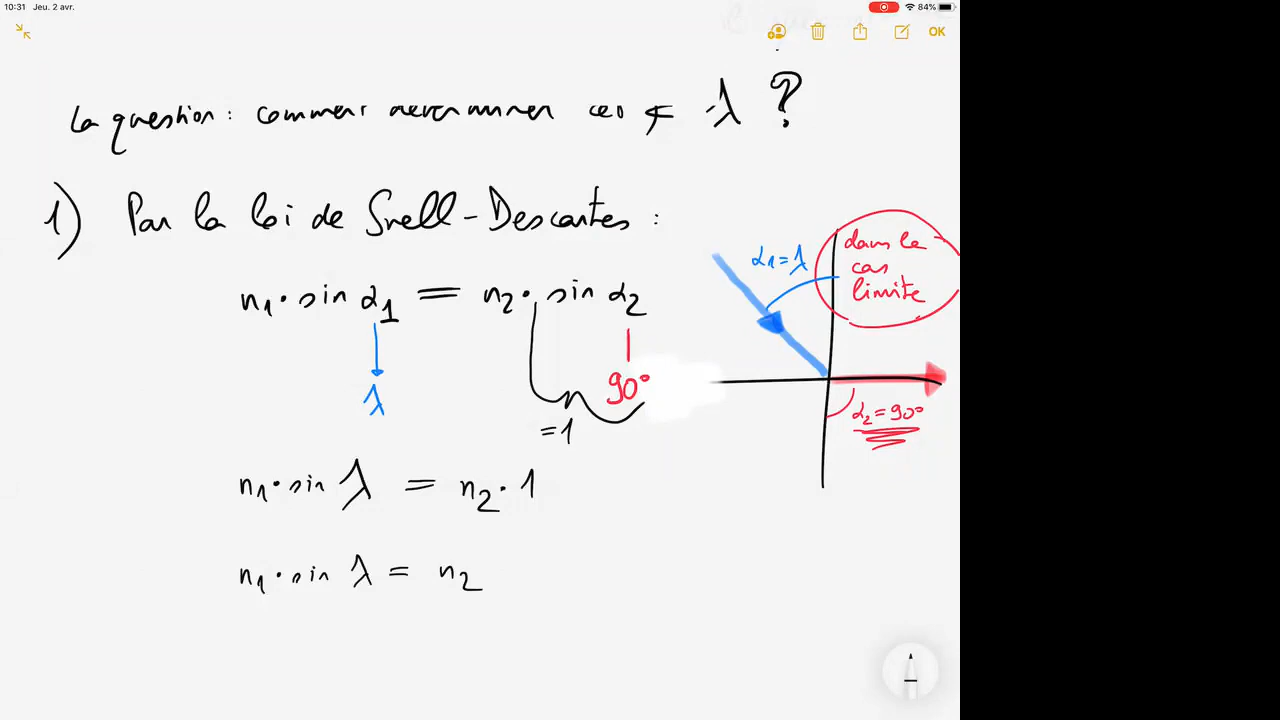 10:31 Jeu. 2 avr. 84%
OK
La question : comment determiner cet ∢ λ ?
1) Par la loi de Snell-Descartes :
n1 · sin α1 = n2 · sin α2
λ
90°
=1
α1 = λ
dans le
cas
limite
α2 = 90°
n1 · sin λ = n2 · 1
n1 · sin λ = n2